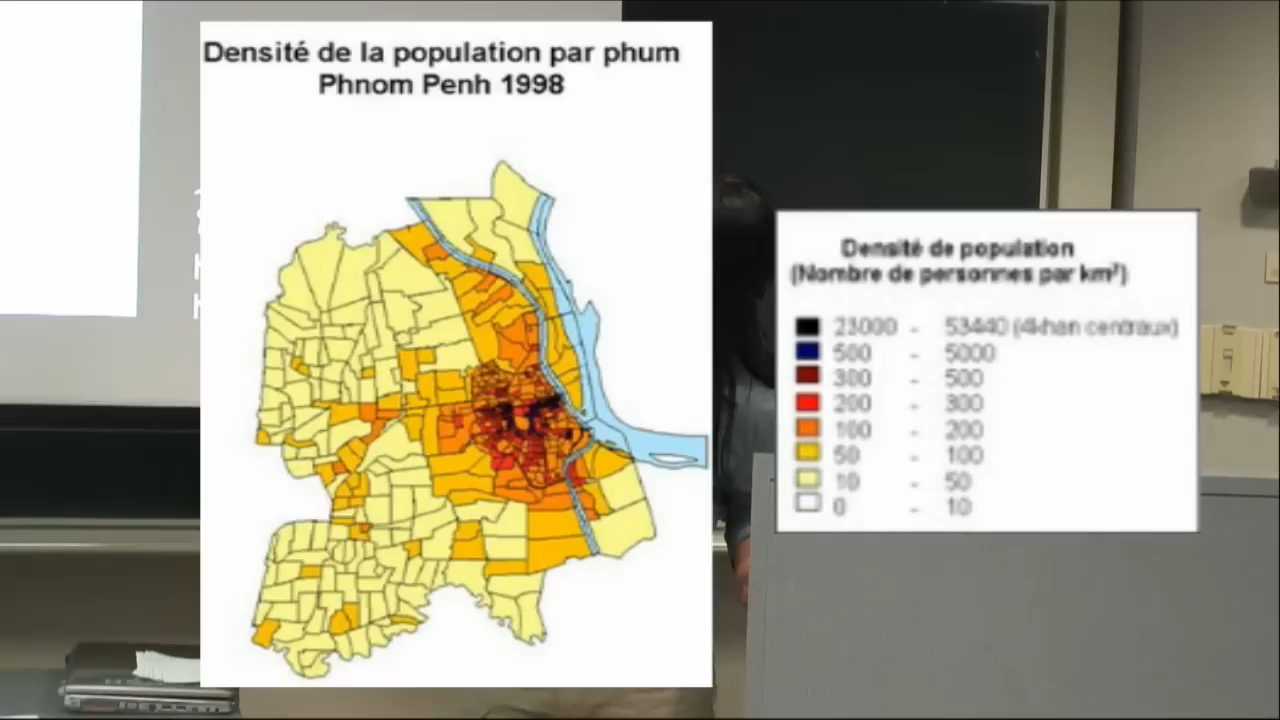 Densité de la population par phum
Phnom Penh 1998
Densité de population
(Nombre de personnes par km²)
23000 - 53440 (4khan centraux)
500 - 5000
300 - 500
200 - 300
100 - 200
50 - 100
10 - 50
0 - 10